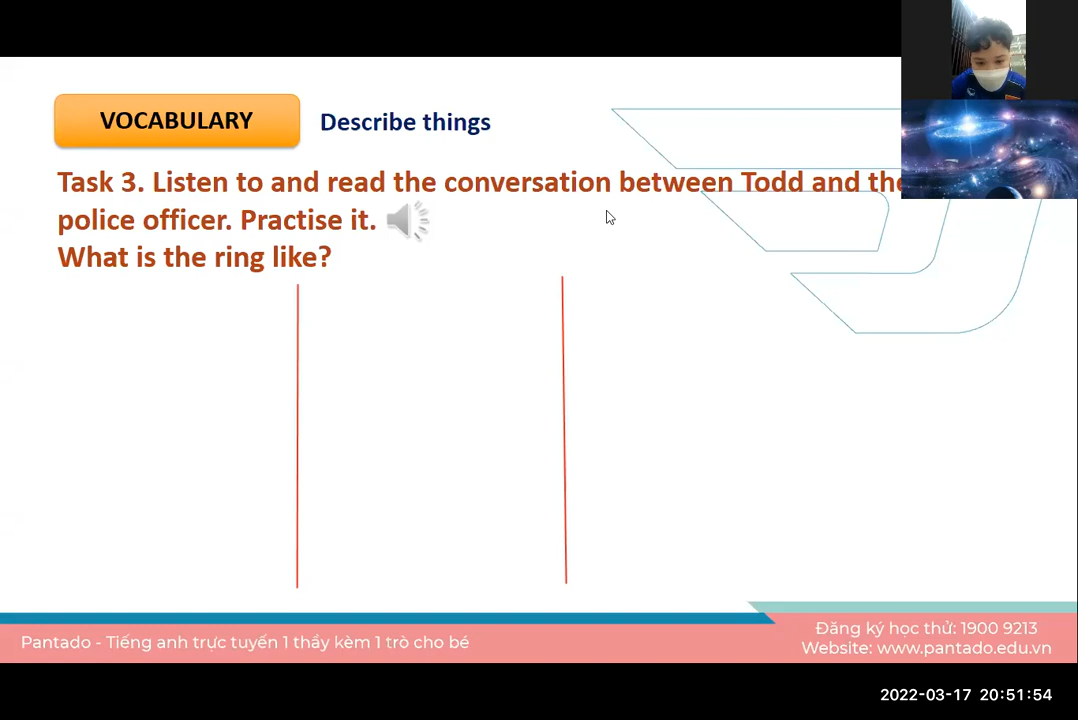 VOCABULARY
Describe things
Task 3. Listen to and read the conversation between Todd and the
police officer. Practise it.
What is the ring like?
Pantado - Tiếng anh trực tuyến 1 thầy kèm 1 trò cho bé
Đăng ký học thử: 1900 9213
Website: www.pantado.edu.vn
2022-03-17 20:51:54